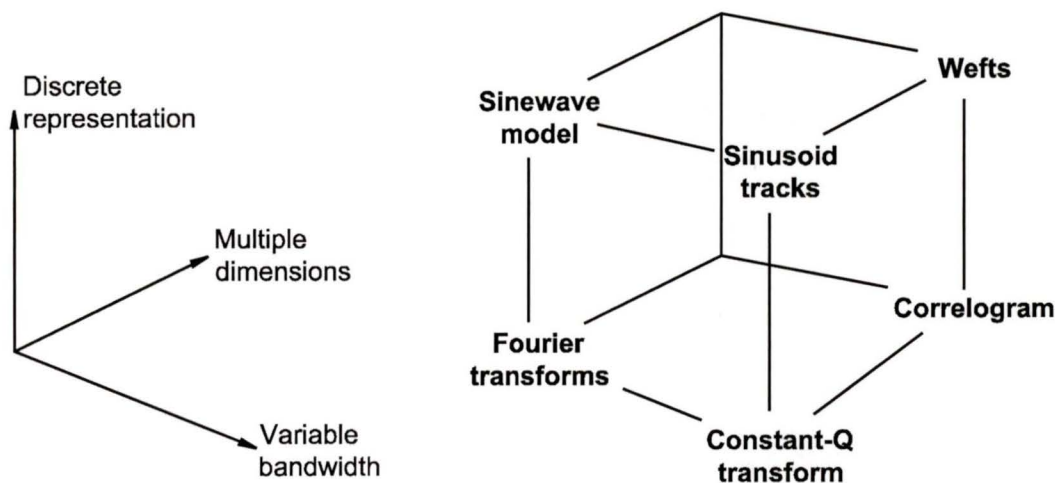 Discrete
representation
Multiple
dimensions
Variable
bandwidth
Sinewave
model
Wefts
Sinusoid
tracks
Fourier
transforms
Correlogram
Constant-Q
transform